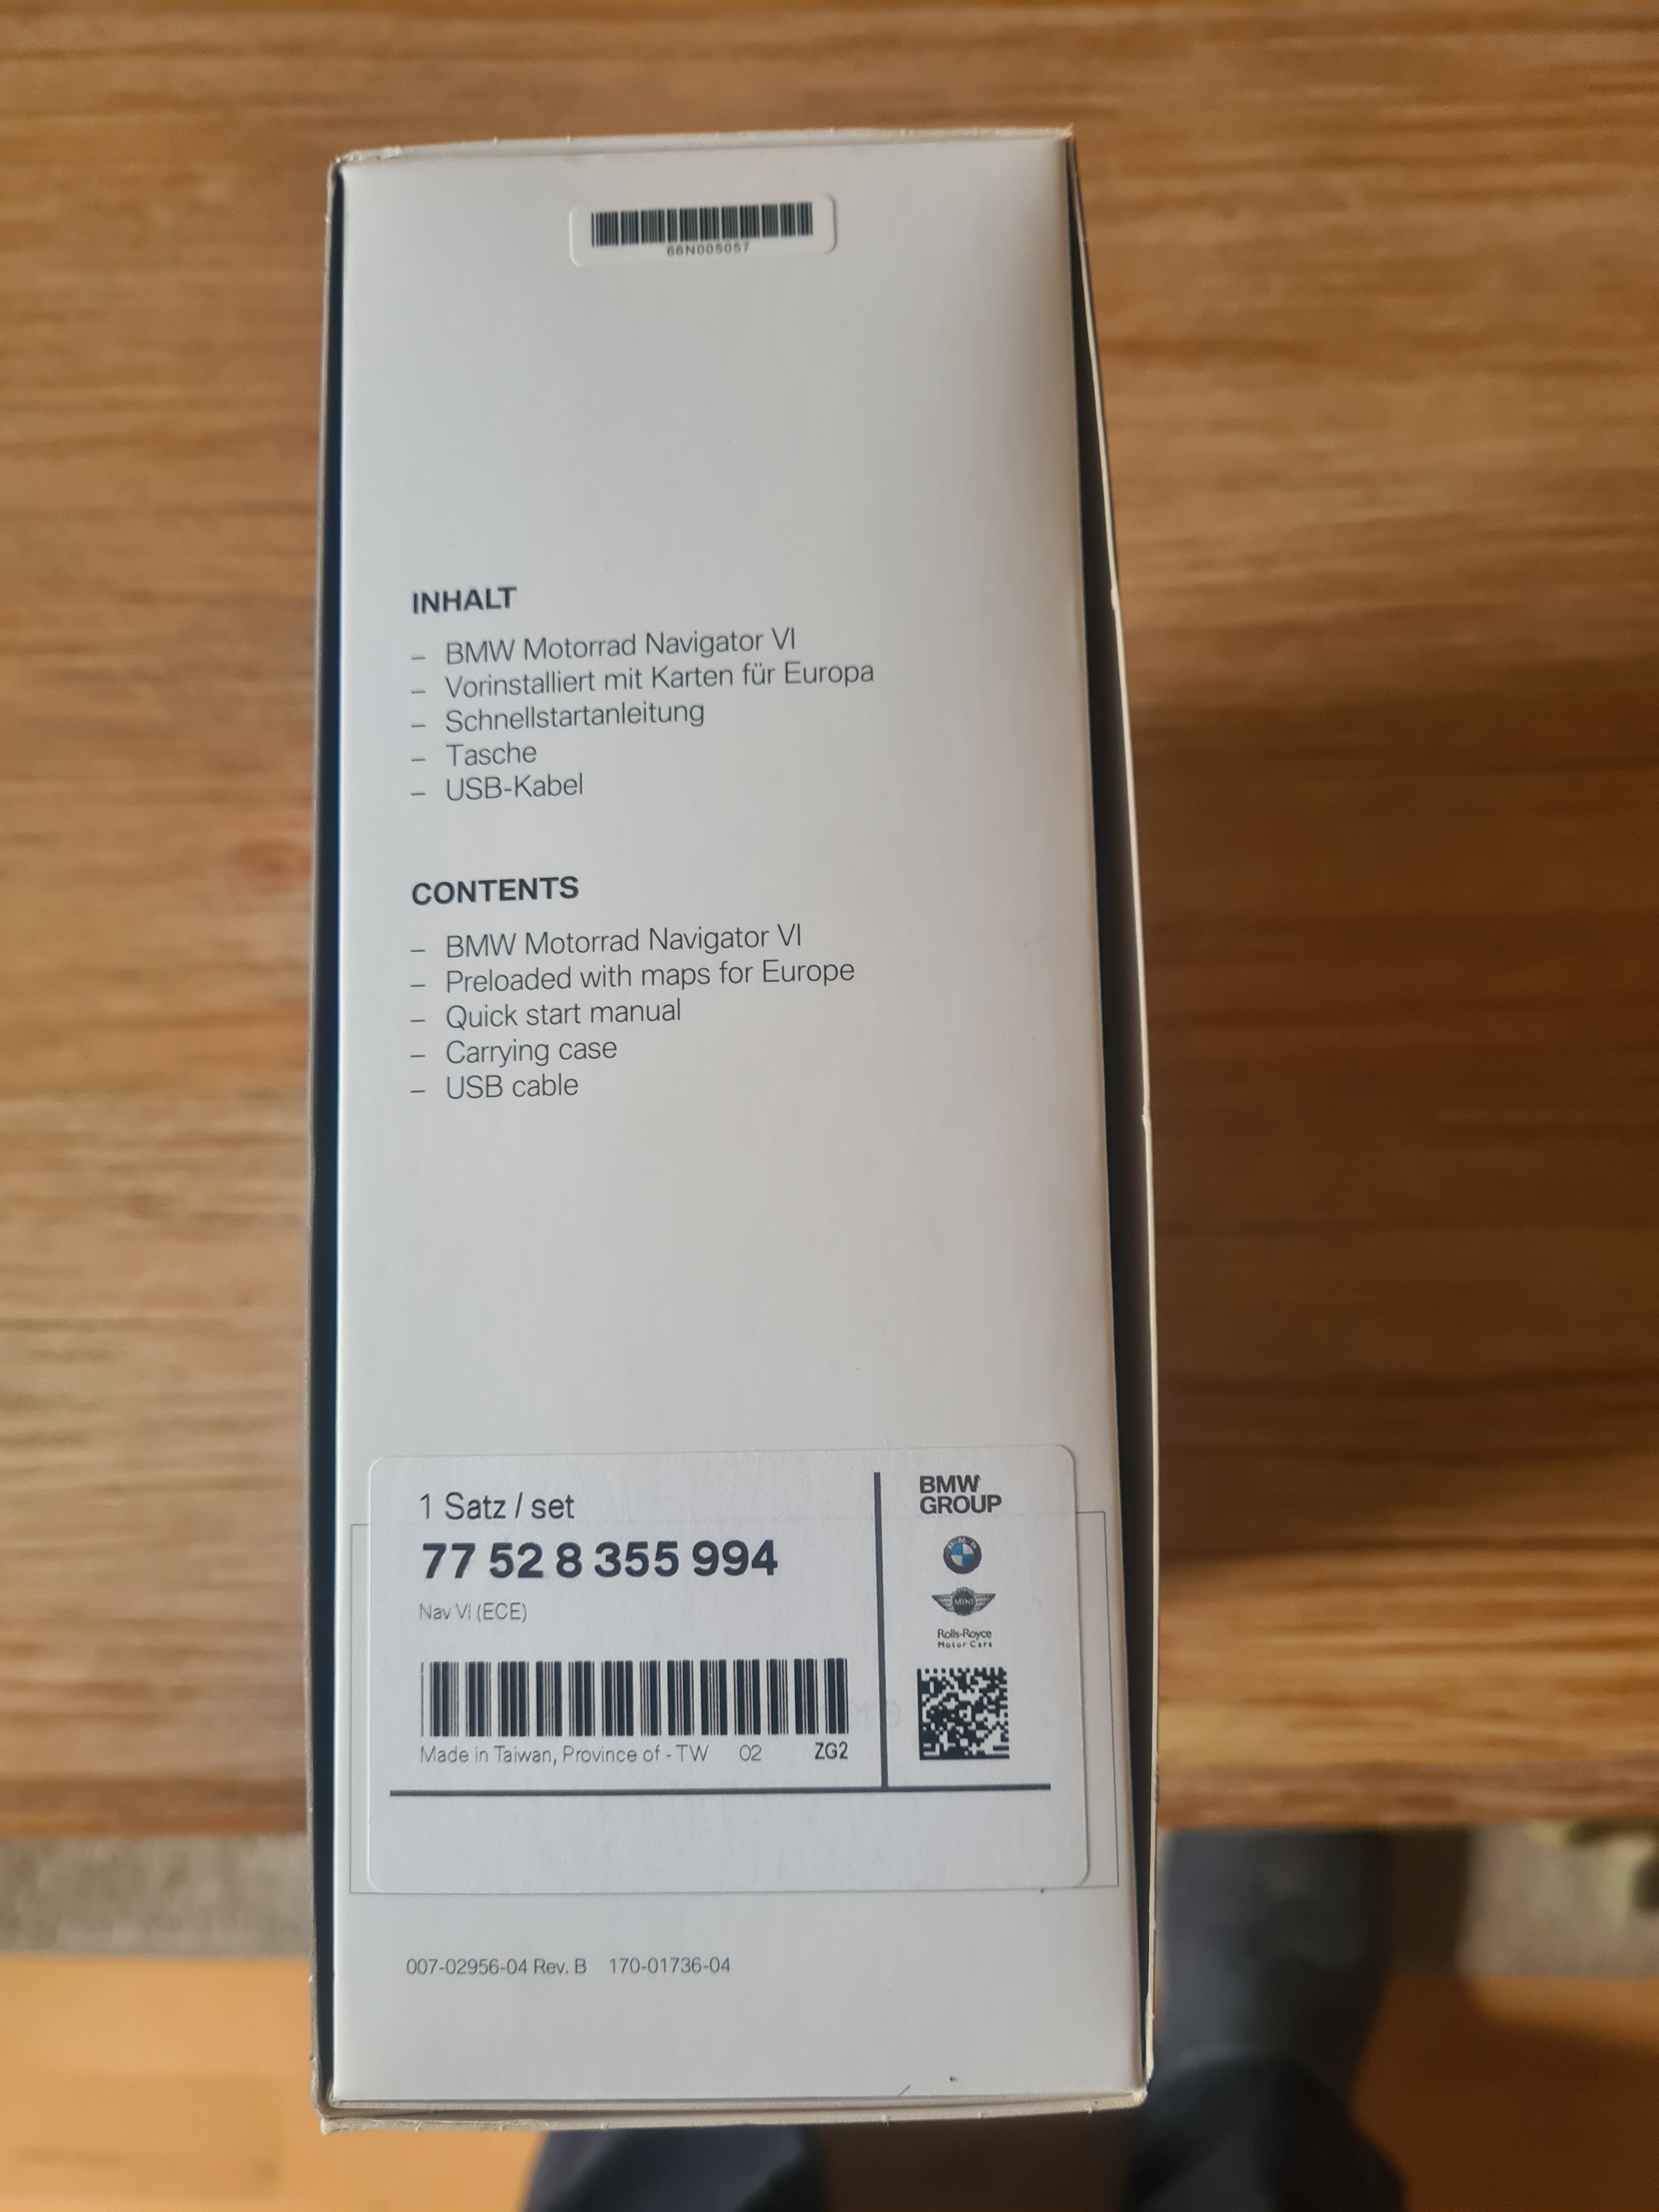 66N005057
INHALT
– BMW Motorrad Navigator VI
– Vorinstalliert mit Karten für Europa
– Schnellstartanleitung
– Tasche
– USB-Kabel
CONTENTS
– BMW Motorrad Navigator VI
– Preloaded with maps for Europe
– Quick start manual
– Carrying case
– USB cable
1 Satz / set
77 52 8 355 994
Nav VI (ECE)
Made in Taiwan, Province of - TW 02 ZG2
BMW
GROUP
BMW
MINI
Rolls-Royce
Motor Cars
007-02956-04 Rev. B 170-01736-04